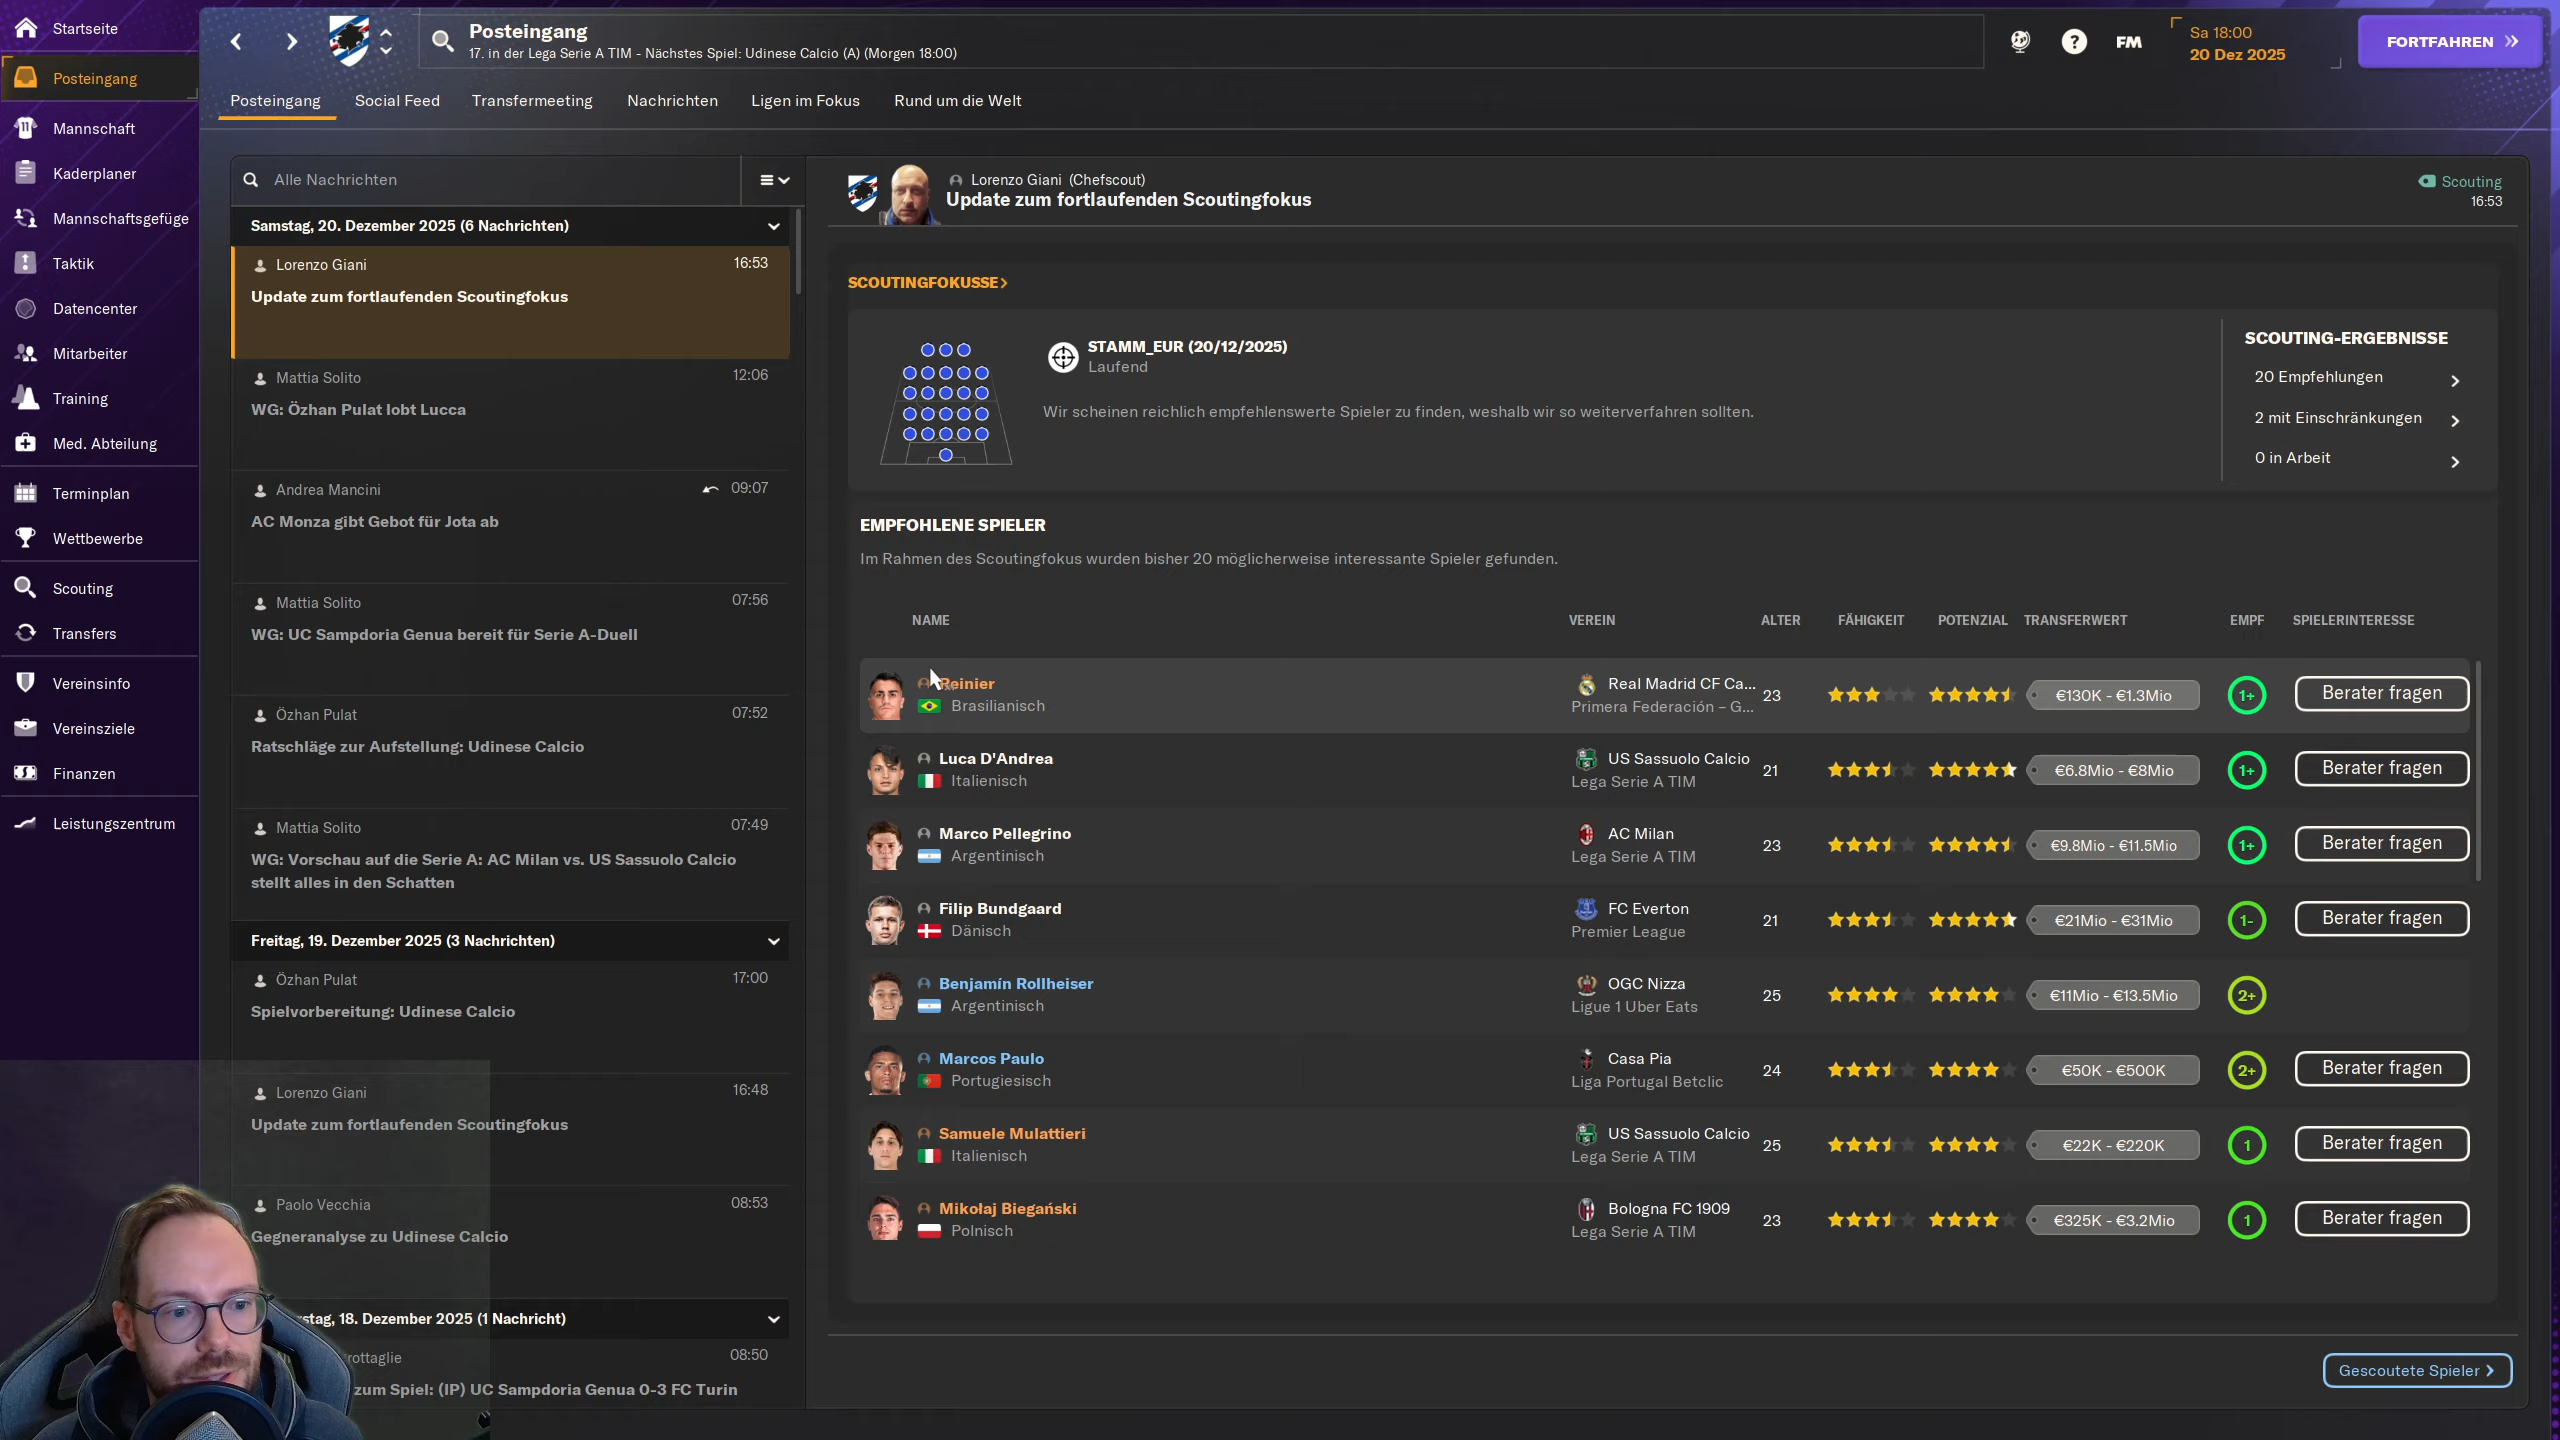 Startseite
Posteingang
Mannschaft
Kaderplaner
Mannschaftsgefüge
Taktik
Datencenter
Mitarbeiter
Training
Med. Abteilung
Terminplan
Wettbewerbe
Scouting
Transfers
Vereinsinfo
Vereinsziele
Finanzen
Leistungszentrum
Posteingang
17. in der Lega Serie A TIM - Nächstes Spiel: Udinese Calcio (A) (Morgen 18:00)
?
FM
Sa 18:00
20 Dez 2025
FORTFAHREN
Posteingang Social Feed Transfermeeting Nachrichten Ligen im Fokus Rund um die Welt
Alle Nachrichten
Samstag, 20. Dezember 2025 (6 Nachrichten)
Lorenzo Giani 16:53
Update zum fortlaufenden Scoutingfokus
Mattia Solito 12:06
WG: Özhan Pulat lobt Lucca
Andrea Mancini 09:07
AC Monza gibt Gebot für Jota ab
Mattia Solito 07:56
WG: UC Sampdoria Genua bereit für Serie A-Duell
Özhan Pulat 07:52
Ratschläge zur Aufstellung: Udinese Calcio
Mattia Solito 07:49
WG: Vorschau auf die Serie A: AC Milan vs. US Sassuolo Calcio
stellt alles in den Schatten
Freitag, 19. Dezember 2025 (3 Nachrichten)
Özhan Pulat 17:00
Spielvorbereitung: Udinese Calcio
Lorenzo Giani 16:48
Update zum fortlaufenden Scoutingfokus
Paolo Vecchia 08:53
Gegneranalyse zu Udinese Calcio
stag, 18. Dezember 2025 (1 Nachricht)
rottaglie 08:50
zum Spiel: (IP) UC Sampdoria Genua 0-3 FC Turin
Lorenzo Giani (Chefscout)
Update zum fortlaufenden Scoutingfokus
Scouting
16:53
SCOUTINGFOKUSSE
STAMM_EUR (20/12/2025)
Laufend
Wir scheinen reichlich empfehlenswerte Spieler zu finden, weshalb wir so weiterverfahren sollten.
SCOUTING-ERGEBNISSE
20 Empfehlungen
2 mit Einschränkungen
0 in Arbeit
EMPFOHLENE SPIELER
Im Rahmen des Scoutingfokus wurden bisher 20 möglicherweise interessante Spieler gefunden.
NAME VEREIN ALTER FÄHIGKEIT POTENZIAL TRANSFERWERT EMPF SPIELERINTERESSE
Reinier Real Madrid CF Ca... 23 €130K - €1.3Mio 1+ Berater fragen
Brasilianisch Primera Federación – G...
Luca D'Andrea US Sassuolo Calcio 21 €6.8Mio - €8Mio 1+ Berater fragen
Italienisch Lega Serie A TIM
Marco Pellegrino AC Milan 23 €9.8Mio - €11.5Mio 1+ Berater fragen
Argentinisch Lega Serie A TIM
Filip Bundgaard FC Everton 21 €21Mio - €31Mio 1- Berater fragen
Dänisch Premier League
Benjamín Rollheiser OGC Nizza 25 €11Mio - €13.5Mio 2+
Argentinisch Ligue 1 Uber Eats
Marcos Paulo Casa Pia 24 €50K - €500K 2+ Berater fragen
Portugiesisch Liga Portugal Betclic
Samuele Mulattieri US Sassuolo Calcio 25 €22K - €220K 1 Berater fragen
Italienisch Lega Serie A TIM
Mikołaj Biegański Bologna FC 1909 23 €325K - €3.2Mio 1 Berater fragen
Polnisch Lega Serie A TIM
Gescoutete Spieler